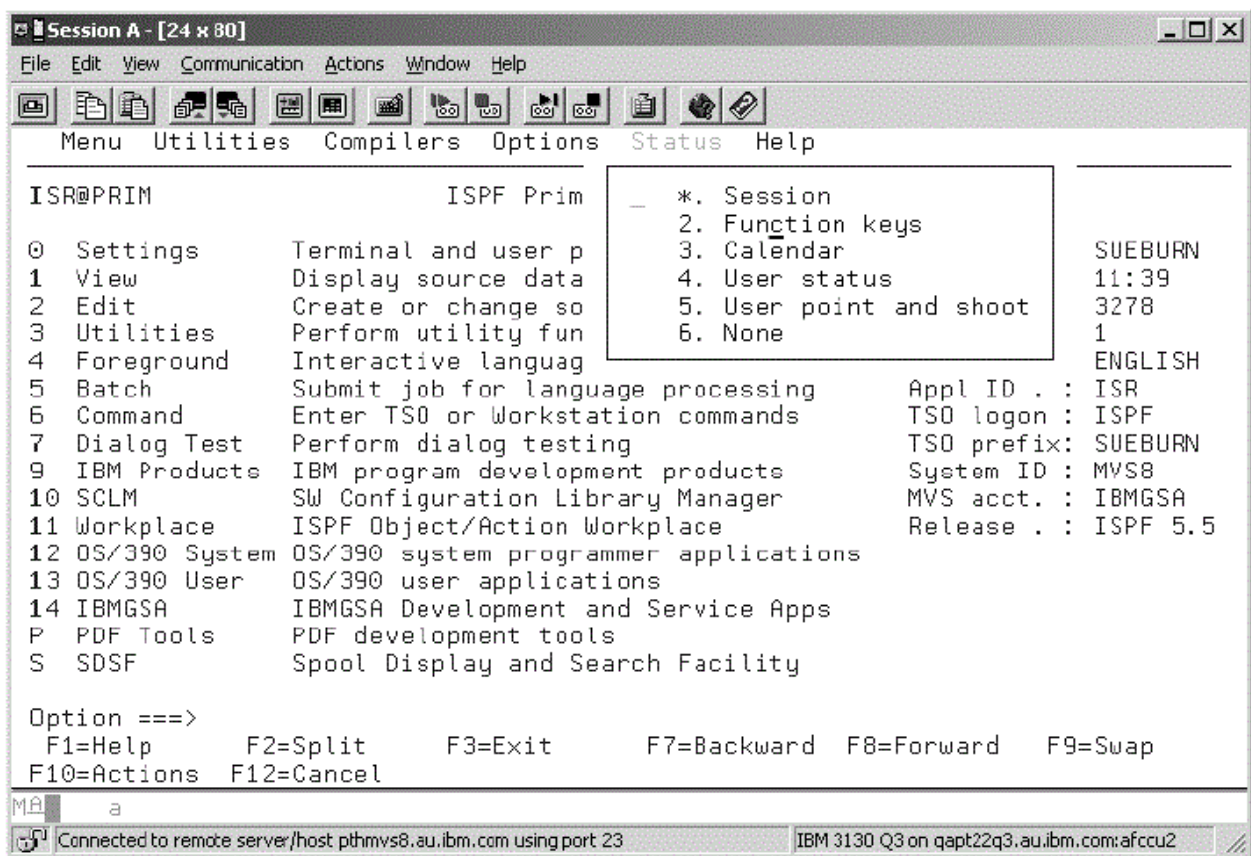 Session A - [24 x 80]
File Edit View Communication Actions Window Help
Menu Utilities Compilers Options Status Help
ISR@PRIM ISPF Prim _ *. Session
2. Function keys
0 Settings Terminal and user p 3. Calendar SUEBURN
1 View Display source data 4. User status 11:39
2 Edit Create or change so 5. User point and shoot 3278
3 Utilities Perform utility fun 6. None 1
4 Foreground Interactive languag ENGLISH
5 Batch Submit job for language processing Appl ID . : ISR
6 Command Enter TSO or Workstation commands TSO logon : ISPF
7 Dialog Test Perform dialog testing TSO prefix: SUEBURN
9 IBM Products IBM program development products System ID : MVS8
10 SCLM SW Configuration Library Manager MVS acct. : IBMGSA
11 Workplace ISPF Object/Action Workplace Release . : ISPF 5.5
12 OS/390 System OS/390 system programmer applications
13 OS/390 User OS/390 user applications
14 IBMGSA IBMGSA Development and Service Apps
P PDF Tools PDF development tools
S SDSF Spool Display and Search Facility
Option ===>
F1=Help F2=Split F3=Exit F7=Backward F8=Forward F9=Swap
F10=Actions F12=Cancel
MA a
Connected to remote server/host pthmvs8.au.ibm.com using port 23 IBM 3130 Q3 on qapt22q3.au.ibm.com:afccu2